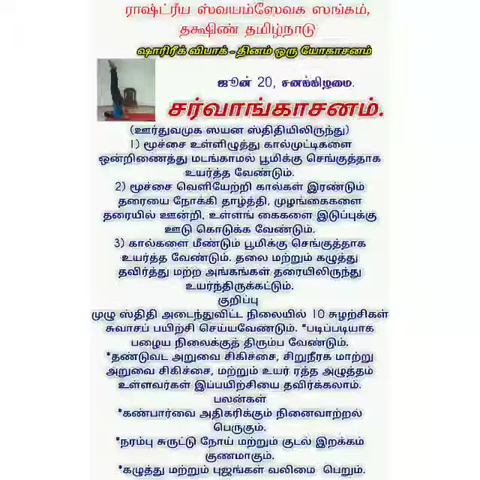 ராஷ்ட்ரீய ஸ்வயம்ஸேவக ஸங்கம்,
தக்ஷிண் தமிழ்நாடு
ஷாரிரீக் விபாக் - தினம் ஒரு யோகாசனம்
ஜூன் 20, சனக்கிழமை.
சர்வாங்காசனம்.
(ஊர்துவமுக ஸயன ஸ்திதியிலிருந்து)
1) மூச்சை உள்ளிழுத்து கால்முட்டிகளை
ஒன்றிணைத்து மடங்காமல் பூமிக்கு செங்குத்தாக
உயர்த்த வேண்டும்.
2) மூச்சை வெளியேற்றி கால்கள் இரண்டும்
தரையை நோக்கி தாழ்த்தி, முழங்கைகளை
தரையில் ஊன்றி, உள்ளங் கைகளை இடுப்புக்கு
ஊடு கொடுக்க வேண்டும்.
3) கால்களை மீண்டும் பூமிக்கு செங்குத்தாக
உயர்த்த வேண்டும். தலை மற்றும் கழுத்து
தவிர்த்து மற்ற அங்கங்கள் தரையிலிருந்து
உயர்ந்திருக்கட்டும்.
குறிப்பு
முழு ஸ்திதி அடைந்துவிட்ட நிலையில் 10 சுழற்சிகள்
சுவாசப் பயிற்சி செய்யவேண்டும். *படிப்படியாக
பழைய நிலைக்குத் திரும்ப வேண்டும்.
*தண்டுவட அறுவை சிகிச்சை, சிறுநீரக மாற்று
அறுவை சிகிச்சை, மற்றும் உயர் ரத்த அழுத்தம்
உள்ளவர்கள் இப்பயிற்சியை தவிர்க்கலாம்.
பலன்கள்
*கண்பார்வை அதிகரிக்கும் நினைவாற்றல்
பெருகும்.
*நரம்பு சுருட்டு நோய் மற்றும் குடல் இறக்கம்
குணமாகும்.
*கழுத்து மற்றும் புஜங்கள் வலிமை பெறும்.